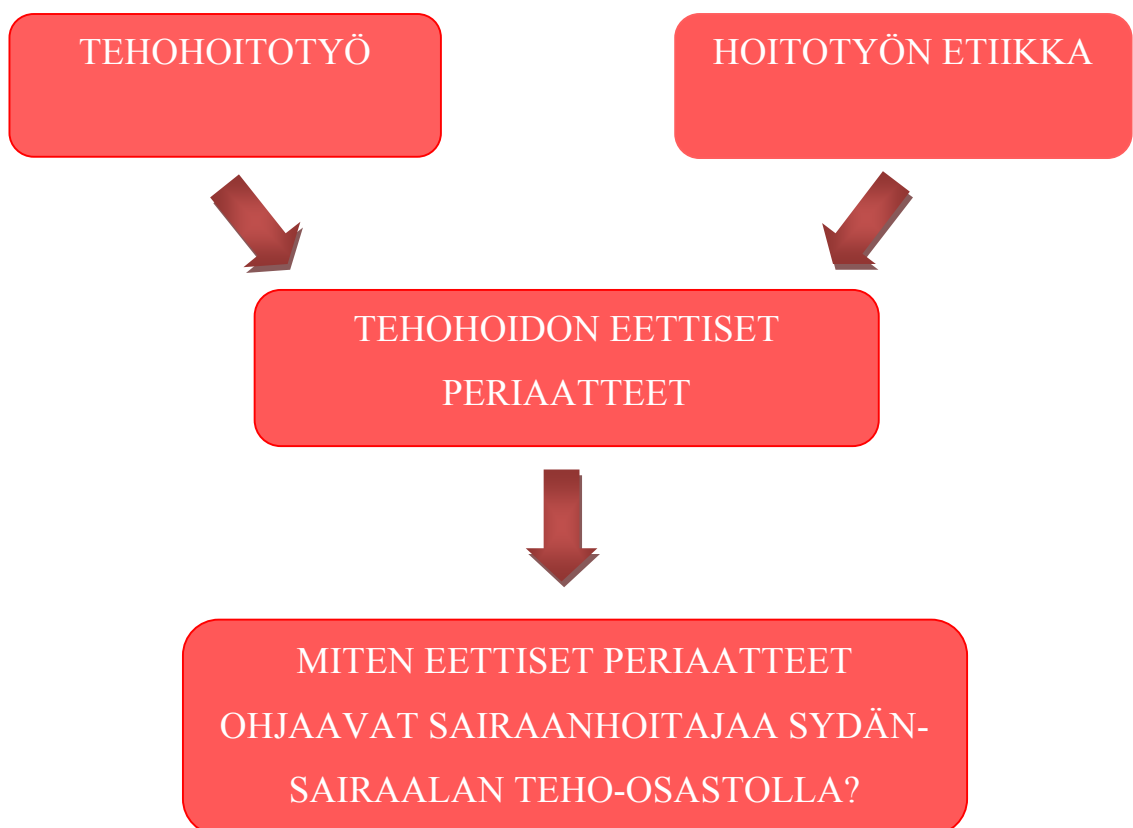 TEHOHOITOTYÖ
HOITOTYÖN ETIIKKA
TEHOHOIDON EETTISET
PERIAATTEET
MITEN EETTISET PERIAATTEET
OHJAAVAT SAIRAANHOITAJAA SYDÄN-
SAIRAALAN TEHO-OSASTOLLA?